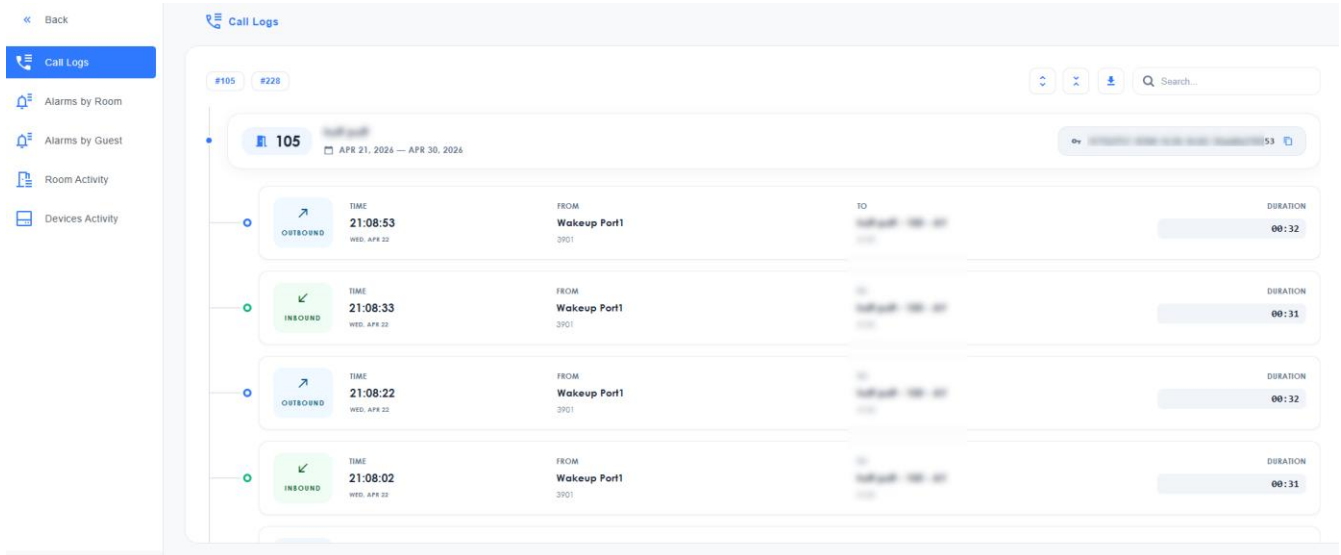 Back
Call Logs
Alarms by Room
Alarms by Guest
Room Activity
Devices Activity
Call Logs
#105 #228
Search...
105
APR 21, 2026 — APR 30, 2026
53
OUTBOUND
TIME
21:08:53
WED, APR 22
FROM
Wakeup Port1
3901
TO
DURATION
00:32
INBOUND
TIME
21:08:33
WED, APR 22
FROM
Wakeup Port1
3901
DURATION
00:31
OUTBOUND
TIME
21:08:22
WED, APR 22
FROM
Wakeup Port1
3901
DURATION
00:32
INBOUND
TIME
21:08:02
WED, APR 22
FROM
Wakeup Port1
3901
DURATION
00:31